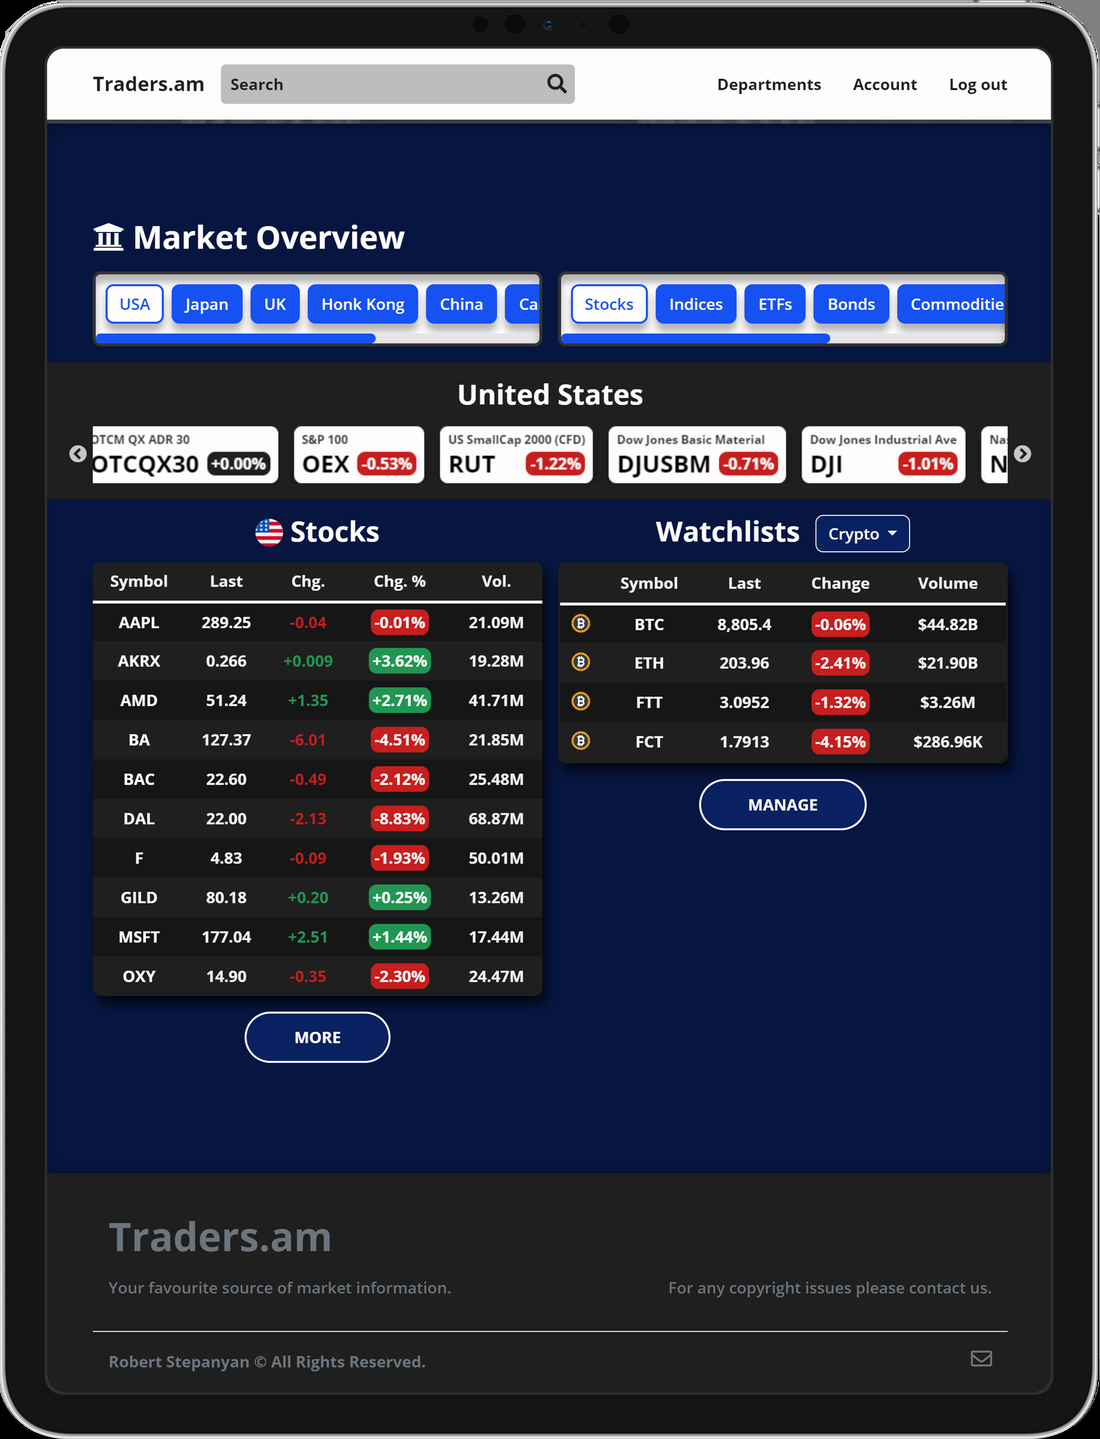 Traders.am Search Departments Account Log out
Market Overview
USA Japan UK Honk Kong China Ca
Stocks Indices ETFs Bonds Commoditie
United States
OTCM QX ADR 30
OTCQX30 +0.00%
S&P 100
OEX -0.53%
US SmallCap 2000 (CFD)
RUT -1.22%
Dow Jones Basic Material
DJUSBM -0.71%
Dow Jones Industrial Ave
DJI -1.01%
Na
N
Stocks
Symbol Last Chg. Chg. % Vol.
AAPL 289.25 -0.04 -0.01% 21.09M
AKRX 0.266 +0.009 +3.62% 19.28M
AMD 51.24 +1.35 +2.71% 41.71M
BA 127.37 -6.01 -4.51% 21.85M
BAC 22.60 -0.49 -2.12% 25.48M
DAL 22.00 -2.13 -8.83% 68.87M
F 4.83 -0.09 -1.93% 50.01M
GILD 80.18 +0.20 +0.25% 13.26M
MSFT 177.04 +2.51 +1.44% 17.44M
OXY 14.90 -0.35 -2.30% 24.47M
MORE
Watchlists Crypto
Symbol Last Change Volume
BTC 8,805.4 -0.06% $44.82B
ETH 203.96 -2.41% $21.90B
FTT 3.0952 -1.32% $3.26M
FCT 1.7913 -4.15% $286.96K
MANAGE
Traders.am
Your favourite source of market information.
For any copyright issues please contact us.
Robert Stepanyan © All Rights Reserved.